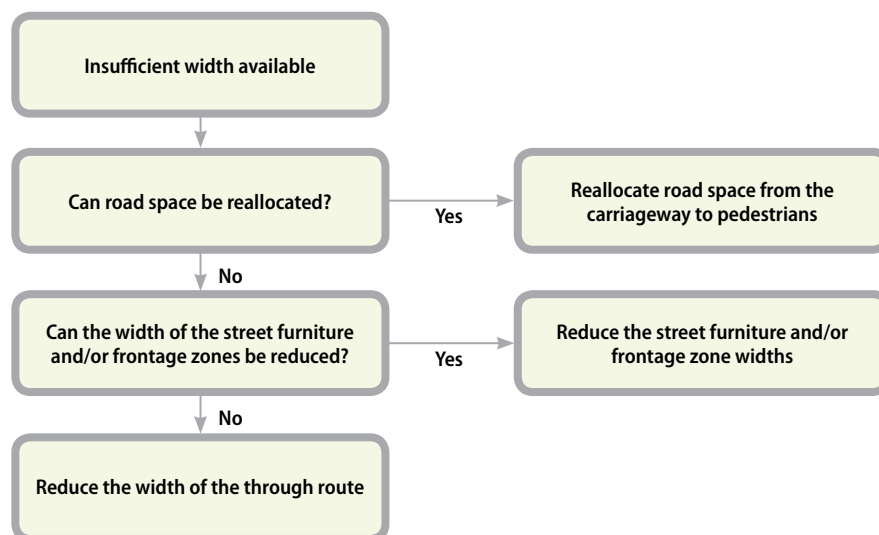 Insufficient width available
Can road space be reallocated?
Yes
Reallocate road space from the
carriageway to pedestrians
No
Can the width of the street furniture
and/or frontage zones be reduced?
Yes
Reduce the street furniture and/or
frontage zone widths
No
Reduce the width of the through route